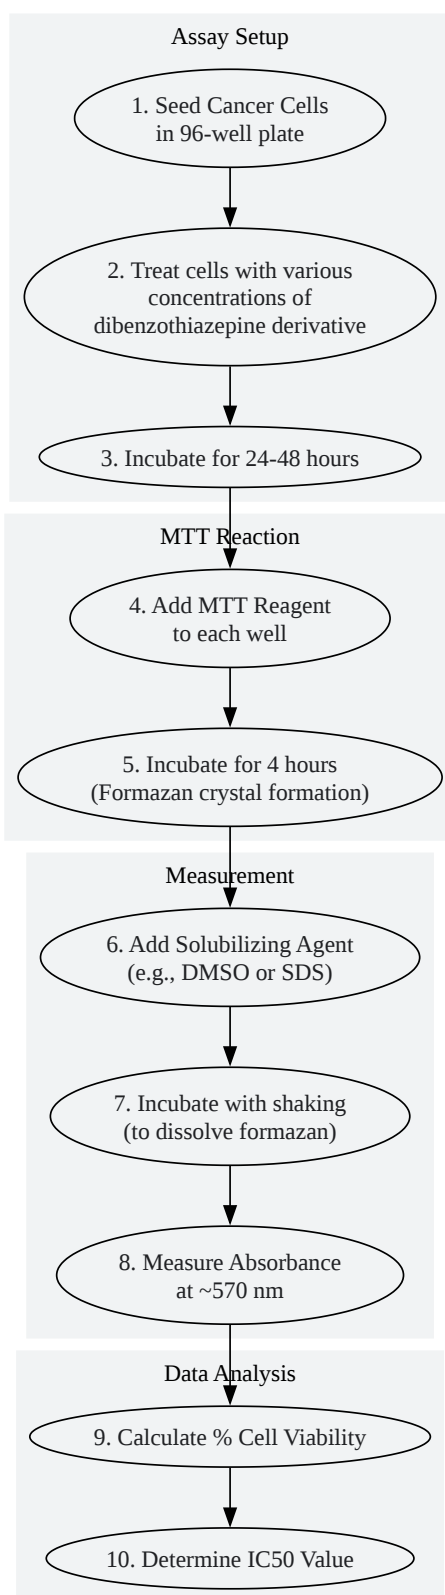 Assay Setup
1. Seed Cancer Cells
in 96-well plate
2. Treat cells with various
concentrations of
dibenzothiazepine derivative
3. Incubate for 24-48 hours
MTT Reaction
4. Add MTT Reagent
to each well
5. Incubate for 4 hours
(Formazan crystal formation)
Measurement
6. Add Solubilizing Agent
(e.g., DMSO or SDS)
7. Incubate with shaking
(to dissolve formazan)
8. Measure Absorbance
at ~570 nm
Data Analysis
9. Calculate % Cell Viability
10. Determine IC50 Value